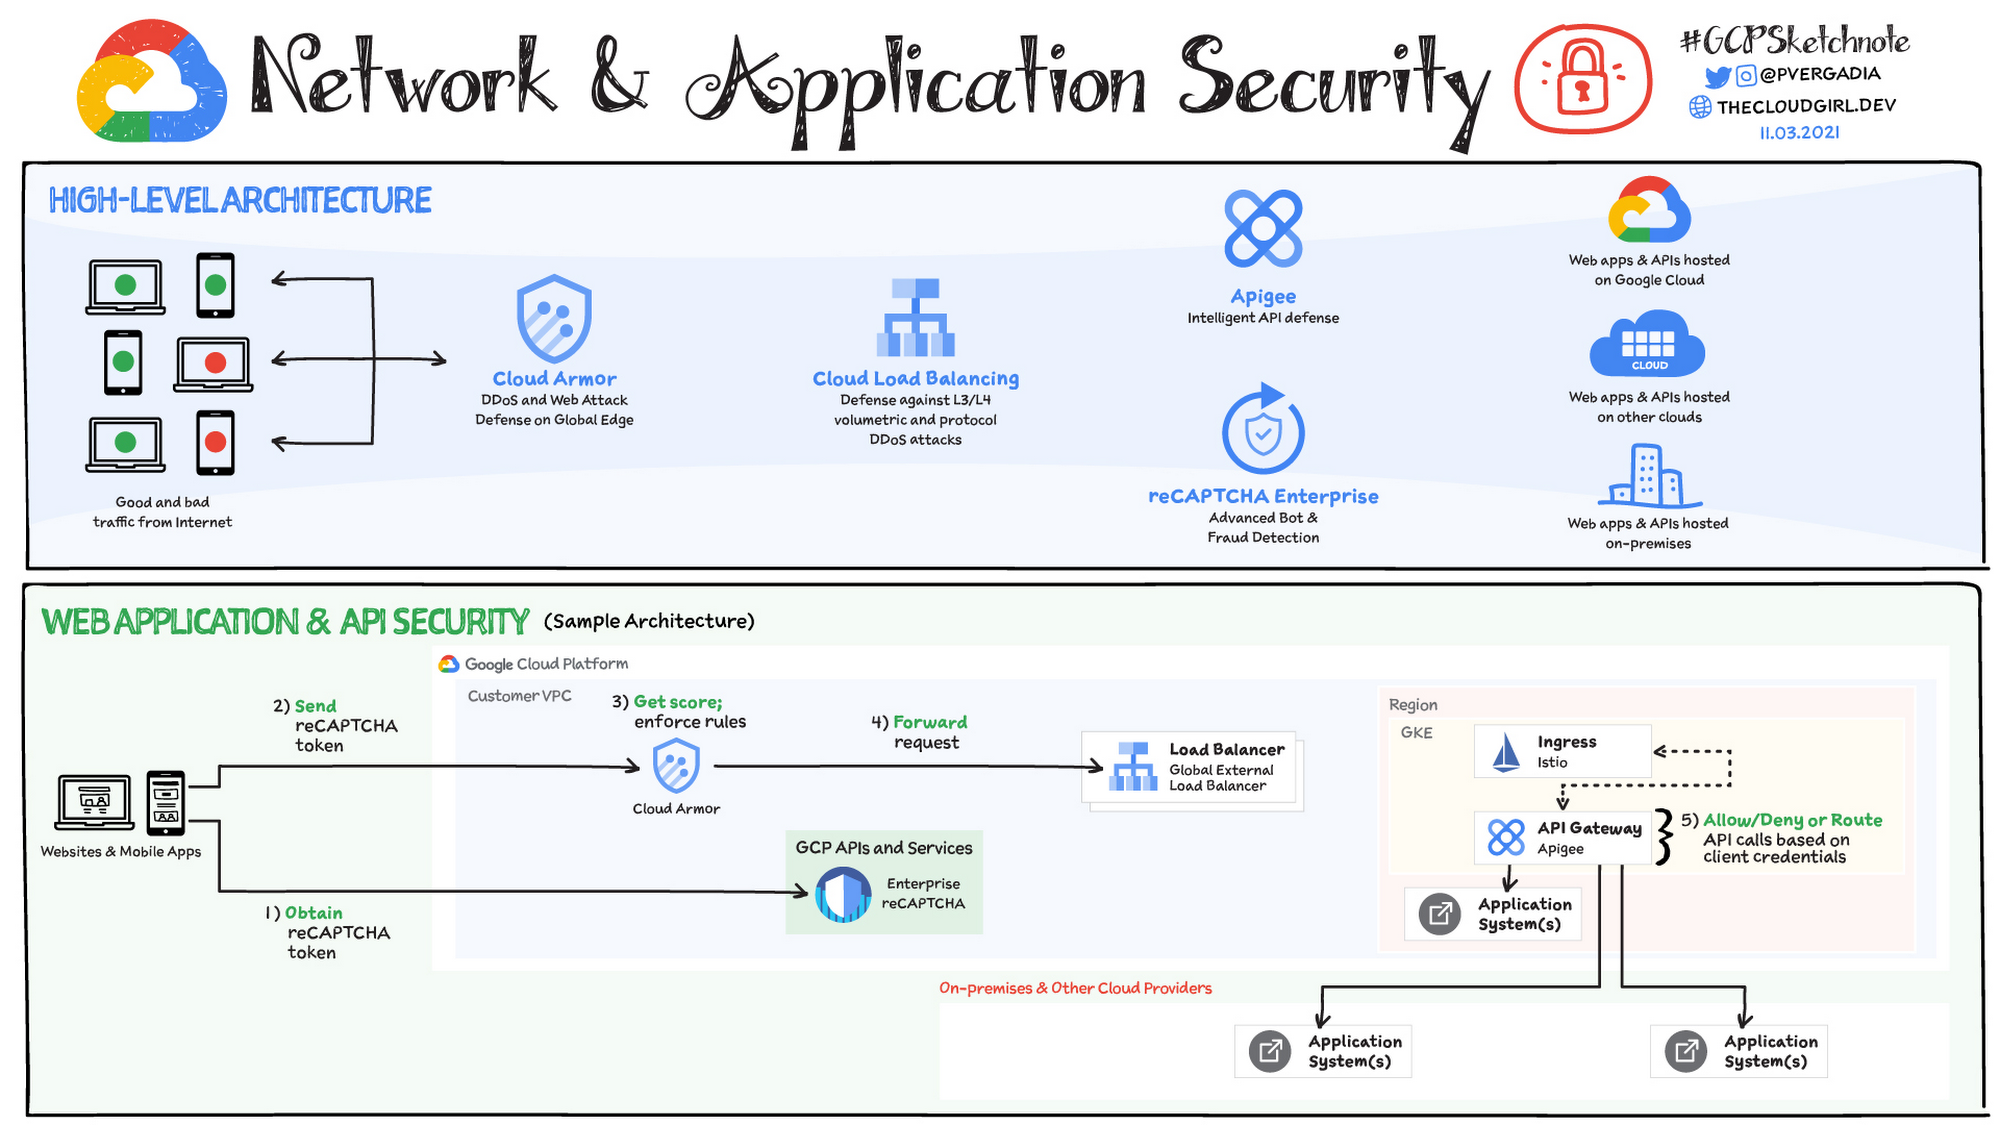 Network & Application Security
#GCPSketchnote
@PVERGADIA
THECLOUDGIRL.DEV
11.03.2021
HIGH-LEVEL ARCHITECTURE
Good and bad
traffic from Internet
Cloud Armor
DDoS and Web Attack
Defense on Global Edge
Cloud Load Balancing
Defense against L3/L4
volumetric and protocol
DDoS attacks
Apigee
Intelligent API defense
reCAPTCHA Enterprise
Advanced Bot &
Fraud Detection
Web apps & APIs hosted
on Google Cloud
CLOUD
Web apps & APIs hosted
on other clouds
Web apps & APIs hosted
on-premises
WEB APPLICATION & API SECURITY (Sample Architecture)
Google Cloud Platform
Customer VPC
Websites & Mobile Apps
1) Obtain
reCAPTCHA
token
2) Send
reCAPTCHA
token
3) Get score;
enforce rules
Cloud Armor
GCP APIs and Services
Enterprise
reCAPTCHA
4) Forward
request
Load Balancer
Global External
Load Balancer
Region
GKE
Ingress
Istio
API Gateway
Apigee
5) Allow/Deny or Route
API calls based on
client credentials
Application
System(s)
On-premises & Other Cloud Providers
Application
System(s)
Application
System(s)